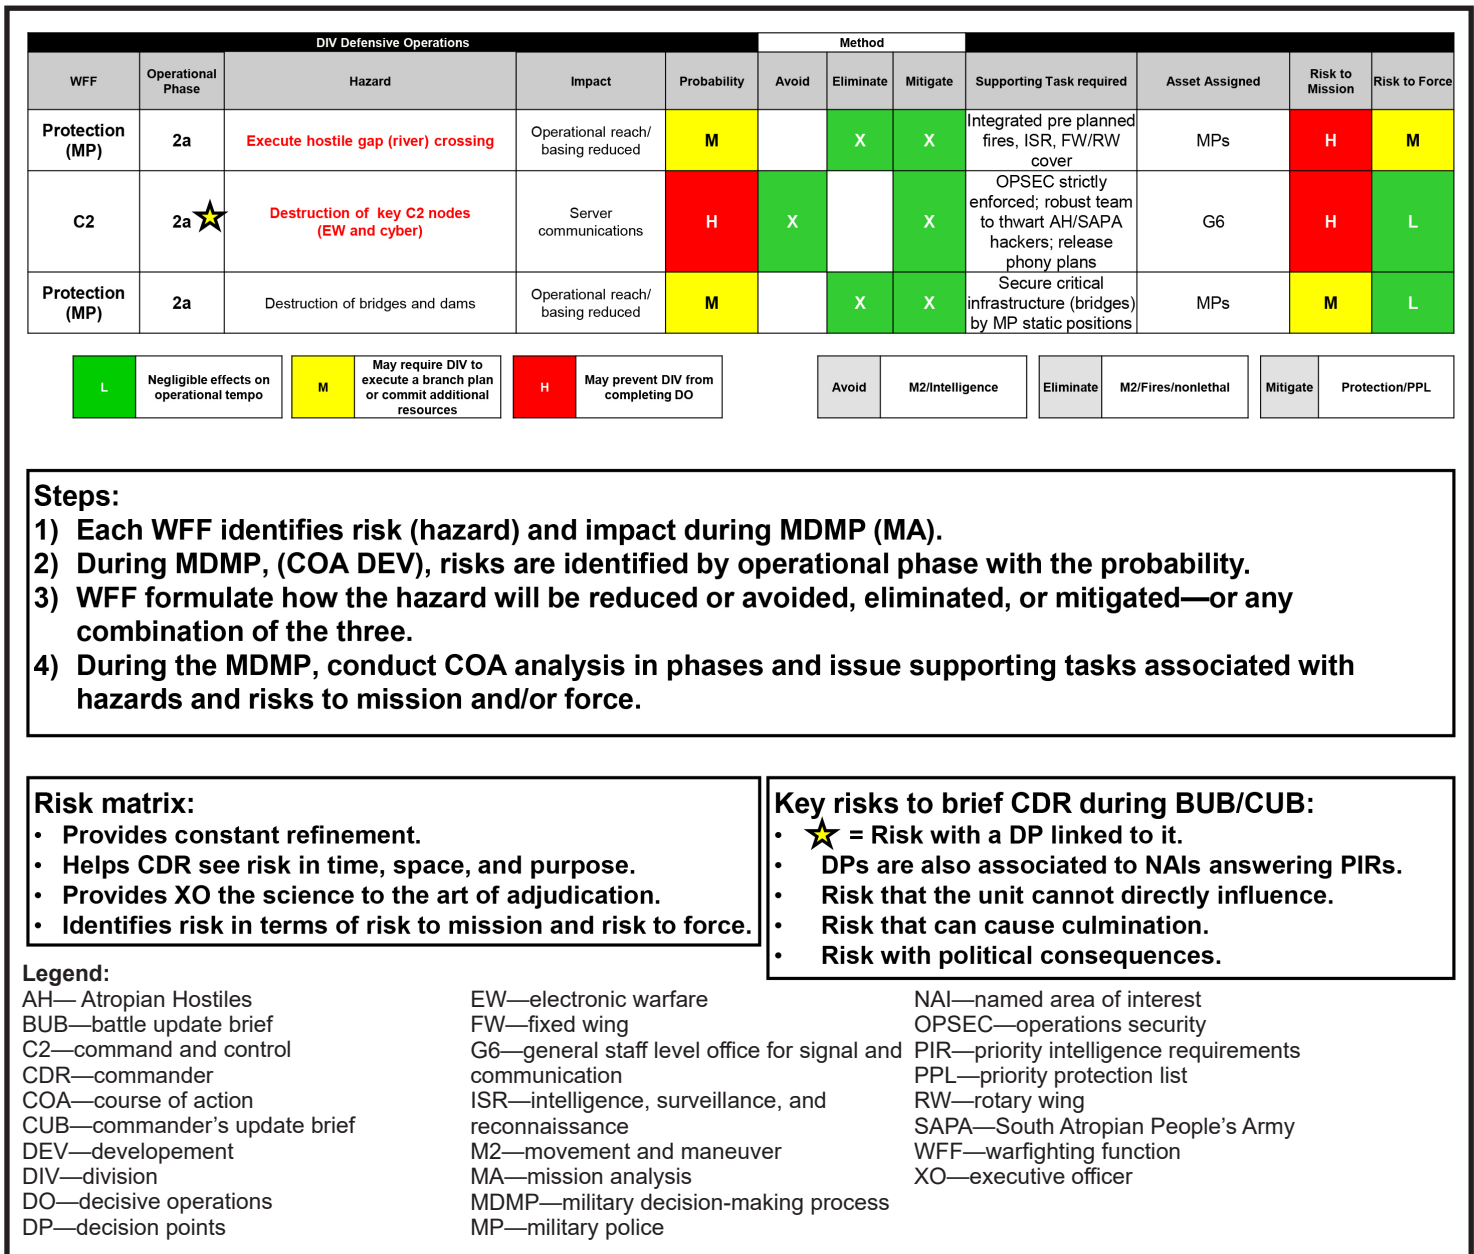 DIV Defensive Operations
Method
WFF
Operational
Phase
Hazard
Impact
Probability
Avoid
Eliminate
Mitigate
Supporting Task required
Asset Assigned
Risk to
Mission
Risk to Force
Protection
(MP)
2a
Execute hostile gap (river) crossing
Operational reach/
basing reduced
M
X
X
Integrated pre planned
fires, ISR, FW/RW
cover
MPs
H
M
C2
2a
Destruction of key C2 nodes
(EW and cyber)
Server
communications
H
X
X
OPSEC strictly
enforced; robust team
to thwart AH/SAPA
hackers; release
phony plans
G6
H
L
Protection
(MP)
2a
Destruction of bridges and dams
Operational reach/
basing reduced
M
X
X
Secure critical
infrastructure (bridges)
by MP static positions
MPs
M
L
L
Negligible effects on
operational tempo
M
May require DIV to
execute a branch plan
or commit additional
resources
H
May prevent DIV from
completing DO
Avoid
M2/Intelligence
Eliminate
M2/Fires/nonlethal
Mitigate
Protection/PPL
Steps:
1) Each WFF identifies risk (hazard) and impact during MDMP (MA).
2) During MDMP, (COA DEV), risks are identified by operational phase with the probability.
3) WFF formulate how the hazard will be reduced or avoided, eliminated, or mitigated—or any
combination of the three.
4) During the MDMP, conduct COA analysis in phases and issue supporting tasks associated with
hazards and risks to mission and/or force.
Risk matrix:
• Provides constant refinement.
• Helps CDR see risk in time, space, and purpose.
• Provides XO the science to the art of adjudication.
• Identifies risk in terms of risk to mission and risk to force.
Key risks to brief CDR during BUB/CUB:
• = Risk with a DP linked to it.
• DPs are also associated to NAIs answering PIRs.
• Risk that the unit cannot directly influence.
• Risk that can cause culmination.
• Risk with political consequences.
Legend:
AH— Atropian Hostiles
BUB—battle update brief
C2—command and control
CDR—commander
COA—course of action
CUB—commander's update brief
DEV—developement
DIV—division
DO—decisive operations
DP—decision points
EW—electronic warfare
FW—fixed wing
G6—general staff level office for signal and
communication
ISR—intelligence, surveillance, and
reconnaissance
M2—movement and maneuver
MA—mission analysis
MDMP—military decision-making process
MP—military police
NAI—named area of interest
OPSEC—operations security
PIR—priority intelligence requirements
PPL—priority protection list
RW—rotary wing
SAPA—South Atropian People's Army
WFF—warfighting function
XO—executive officer